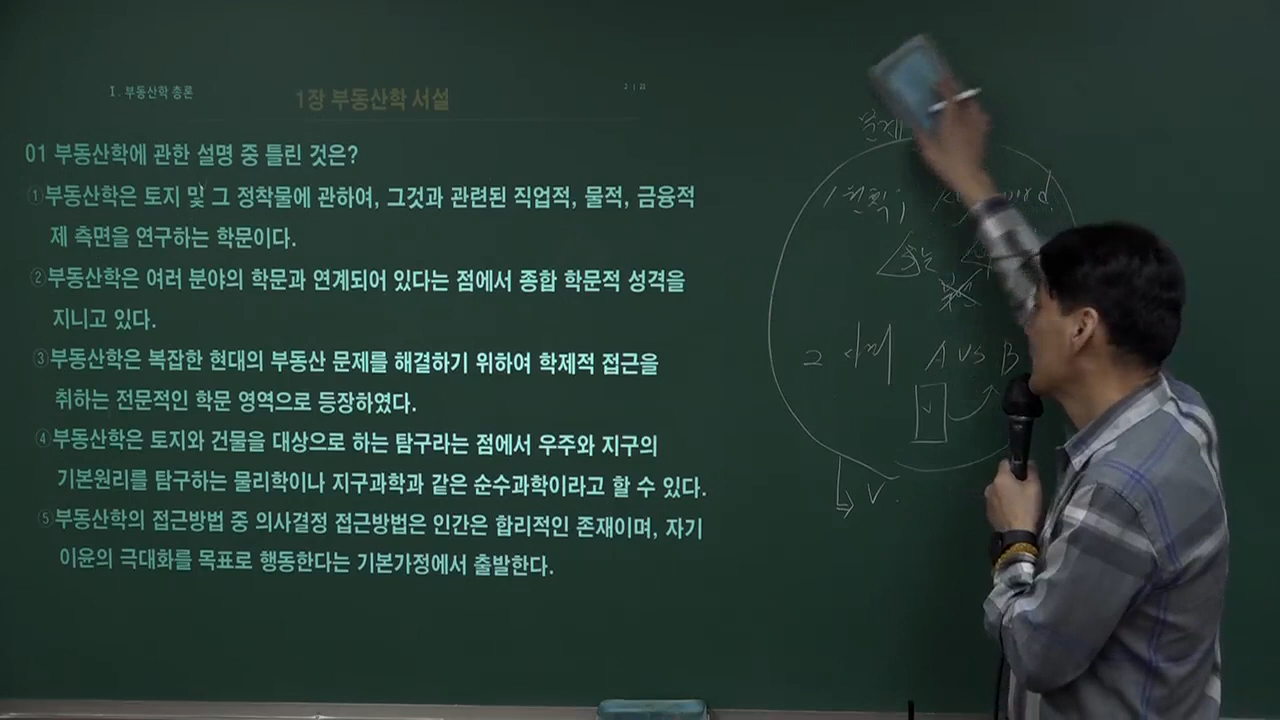 Ⅰ. 부동산학 총론
1장 부동산학 서설
2 | 23
01 부동산학에 관한 설명 중 틀린 것은?
①부동산학은 토지 및 그 정착물에 관하여, 그것과 관련된 직업적, 물적, 금융적
제 측면을 연구하는 학문이다.
②부동산학은 여러 분야의 학문과 연계되어 있다는 점에서 종합 학문적 성격을
지니고 있다.
③부동산학은 복잡한 현대의 부동산 문제를 해결하기 위하여 학제적 접근을
취하는 전문적인 학문 영역으로 등장하였다.
④부동산학은 토지와 건물을 대상으로 하는 탐구라는 점에서 우주와 지구의
기본원리를 탐구하는 물리학이나 지구과학과 같은 순수과학이라고 할 수 있다.
⑤부동산학의 접근방법 중 의사결정 접근방법은 인간은 합리적인 존재이며, 자기
이윤의 극대화를 목표로 행동한다는 기본가정에서 출발한다.
문제
2
A vs B